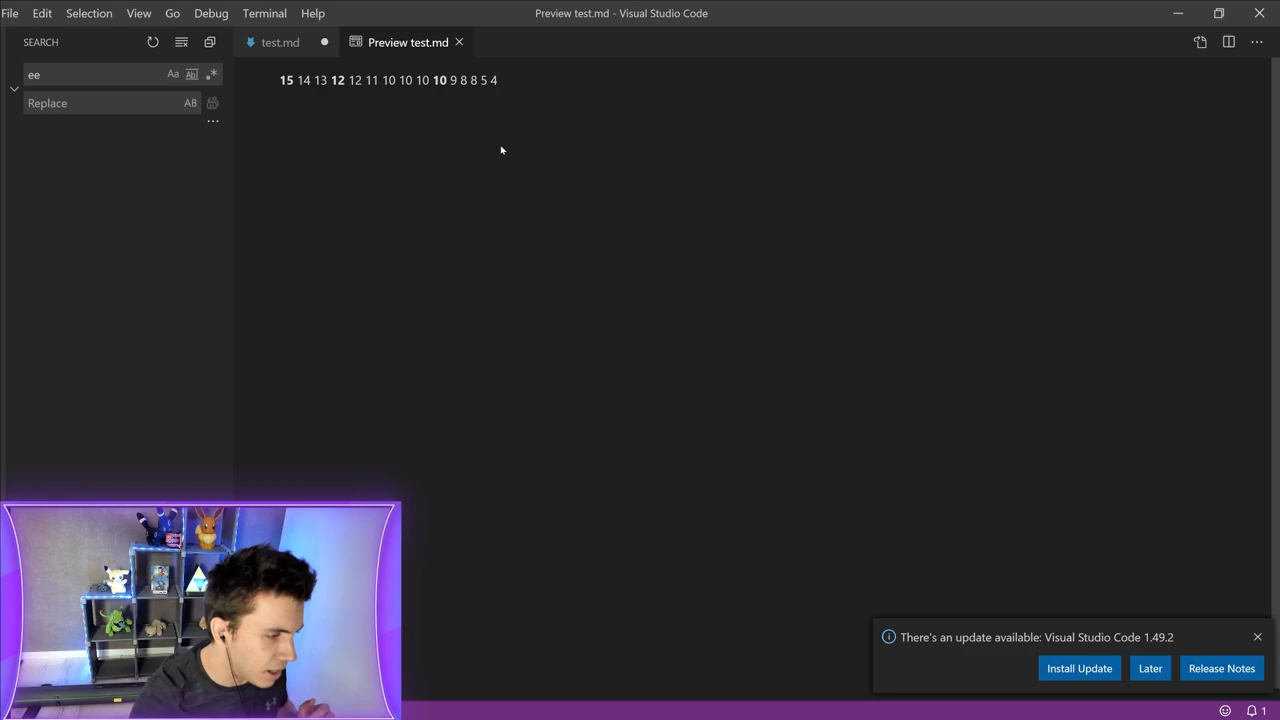 File Edit Selection View Go Debug Terminal Help
Preview test.md - Visual Studio Code
SEARCH
test.md
Preview test.md
ee
Aa
Abl
Replace
AB
15 14 13 12 12 11 10 10 10 10 9 8 8 5 4
There's an update available: Visual Studio Code 1.49.2
Install Update
Later
Release Notes
1